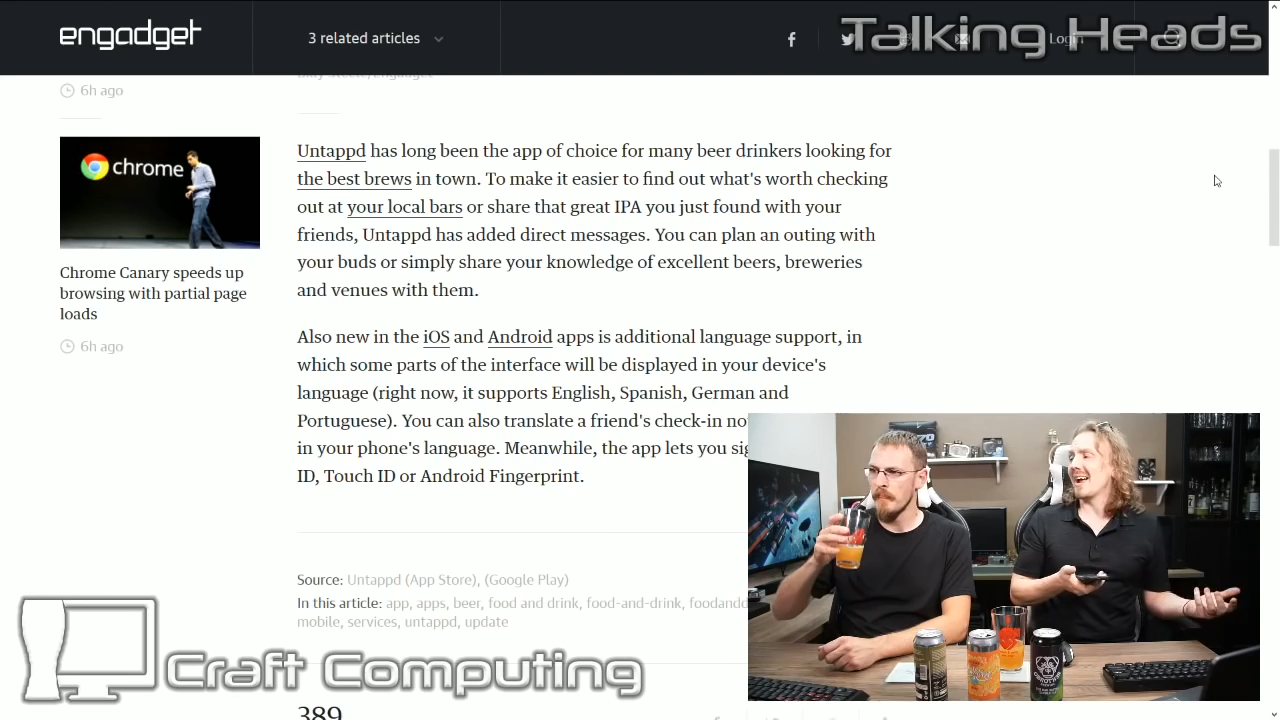 engadget
3 related articles
Talking Heads
Login
6h ago
chrome
Chrome Canary speeds up
browsing with partial page
loads
6h ago
Untappd has long been the app of choice for many beer drinkers looking for
the best brews in town. To make it easier to find out what's worth checking
out at your local bars or share that great IPA you just found with your
friends, Untappd has added direct messages. You can plan an outing with
your buds or simply share your knowledge of excellent beers, breweries
and venues with them.
Also new in the iOS and Android apps is additional language support, in
which some parts of the interface will be displayed in your device's
language (right now, it supports English, Spanish, German and
Portuguese). You can also translate a friend's check-in
in your phone's language. Meanwhile, the app lets you
ID, Touch ID or Android Fingerprint.
Source: Untappd (App Store), (Google Play)
In this article: app, apps, beer, food and drink, food-and-drink,
mobile, services, untappd, update
Craft Computing
389